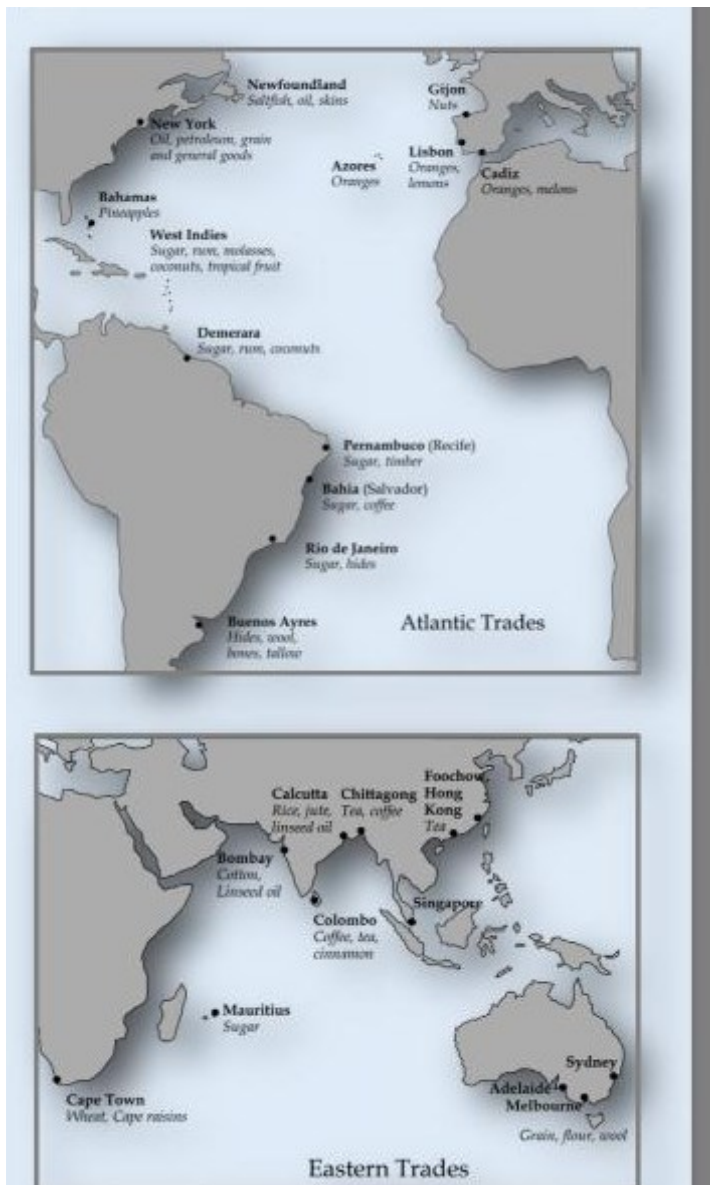 Newfoundland
Saltfish, oil, skins
Gijon
Nuts
New York
Oil, petroleum, grain
and general goods
Azores
Oranges
Lisbon
Oranges,
lemons
Cadiz
Oranges, melons
Bahamas
Pineapples
West Indies
Sugar, rum, molasses,
coconuts, tropical fruit
Demerara
Sugar, rum, coconuts
Pernambuco (Recife)
Sugar, timber
Bahia (Salvador)
Sugar, coffee
Rio de Janeiro
Sugar, hides
Buenos Ayres
Hides, wool,
bones, tallow
Atlantic Trades
Calcutta
Rice, jute,
linseed oil
Chittagong
Tea, coffee
Foochow,
Hong
Kong
Tea
Bombay
Cotton,
Linseed oil
Singapore
Colombo
Coffee, tea,
cinnamon
Mauritius
Sugar
Cape Town
Wheat, Cape raisins
Sydney
Adelaide
Melbourne
Grain, flour, wool
Eastern Trades